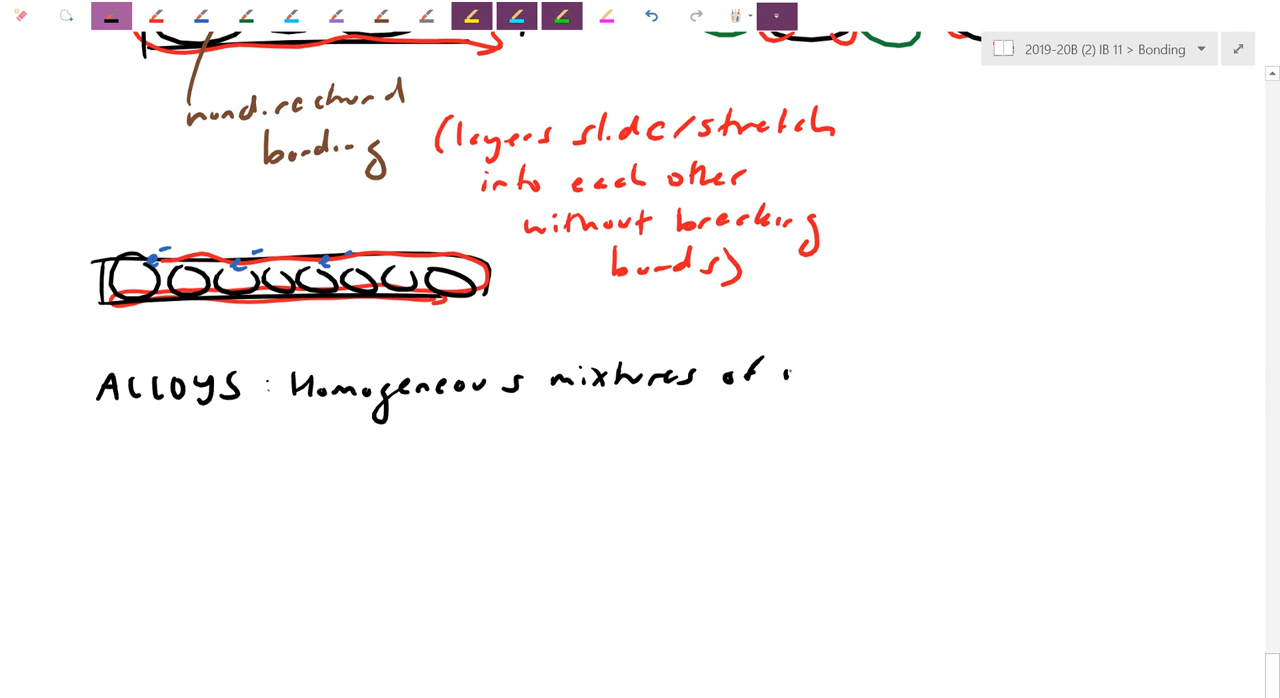 2019-20B (2) IB 11 > Bonding
nondirectional
bonding
(layers slide/stretch
into each other
without breaking
bonds)
ALLOYS : Homogeneous mixtures of